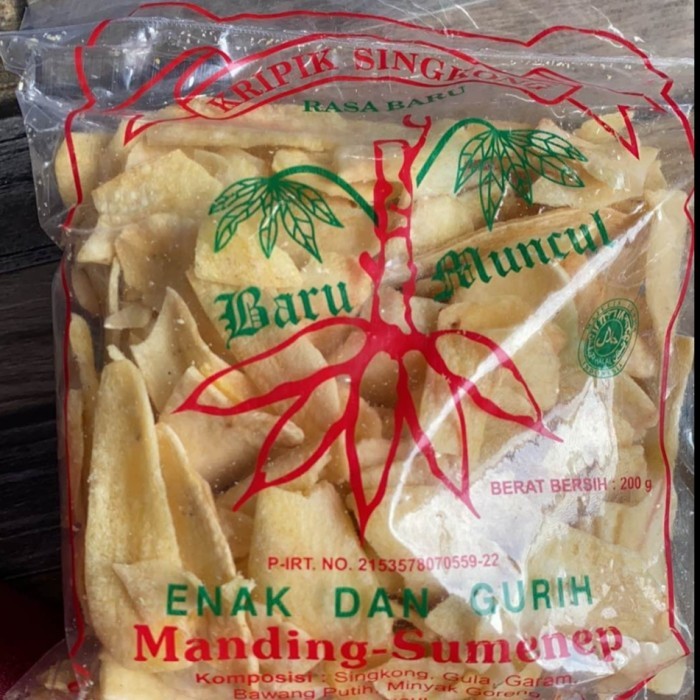 KRIPIK SINGKONG
RASA BARU
Baru Muncul
BERAT BERSIH : 200 g
P-IRT. NO. 2153578070559-22
ENAK DAN GURIH
Manding-Sumenep
Komposisi : Singkong, Gula, Garam,
Bawang Putih, Minyak Goreng